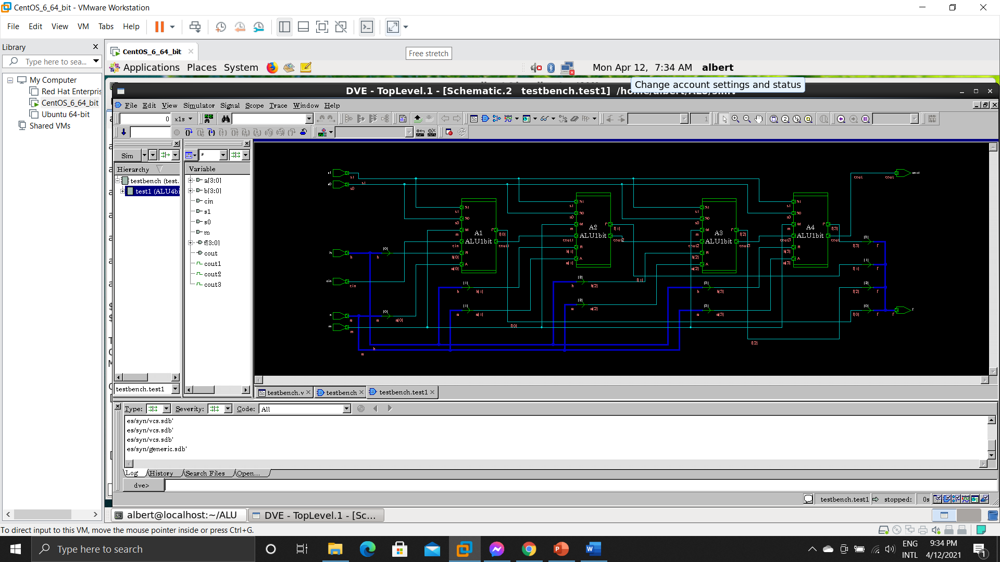 CentOS_6_64_bit - VMware Workstation
File Edit View VM Tabs Help
Library
Type here to sea...
My Computer
Red Hat Enterpris
CentOS_6_64_bit
Ubuntu 64-bit
Shared VMs
CentOS_6_64_bit
Free stretch
Applications Places System
Mon Apr 12, 7:34 AM albert
Change account settings and status
DVE - TopLevel.1 - [Schematic.2 testbench.test1] /home/albert/ALU/simv
File Edit View Simulator Signal Scope Trace Window Help
0 x1s
1
Sim
*
Hierarchy
testbench (test.
test1 (ALU4bi
testbench.test1
Variable
a[3:0]
b[3:0]
cin
s1
s0
m
f[3:0]
cout
cout1
cout2
cout3
A1
ALU1bit
A2
ALU1bit
A3
ALU1bit
A4
ALU1bit
testbench.v
testbench
testbench.test1
Type: Severity: Code: All
es/syn/vcs.sdb'
es/syn/vcs.sdb'
es/syn/vcs.sdb'
es/syn/generic.sdb'
Log History Search Files Open...
dve>
testbench.test1 stopped: 0s
albert@localhost:~/ALU
DVE - TopLevel.1 - [Sc...
To direct input to this VM, move the mouse pointer inside or press Ctrl+G.
Type here to search
ENG
INTL
9:34 PM
4/12/2021
1